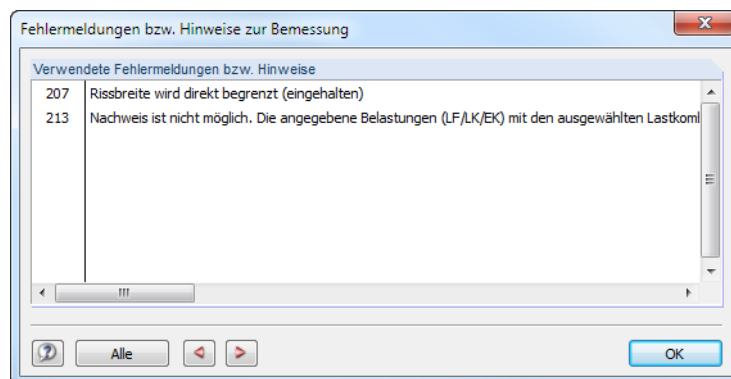 Fehlermeldungen bzw. Hinweise zur Bemessung
Verwendete Fehlermeldungen bzw. Hinweise
207 Rissbreite wird direkt begrenzt (eingehalten)
213 Nachweis ist nicht möglich. Die angegebene Belastungen (LF/LK/EK) mit den ausgewählten
Alle
OK